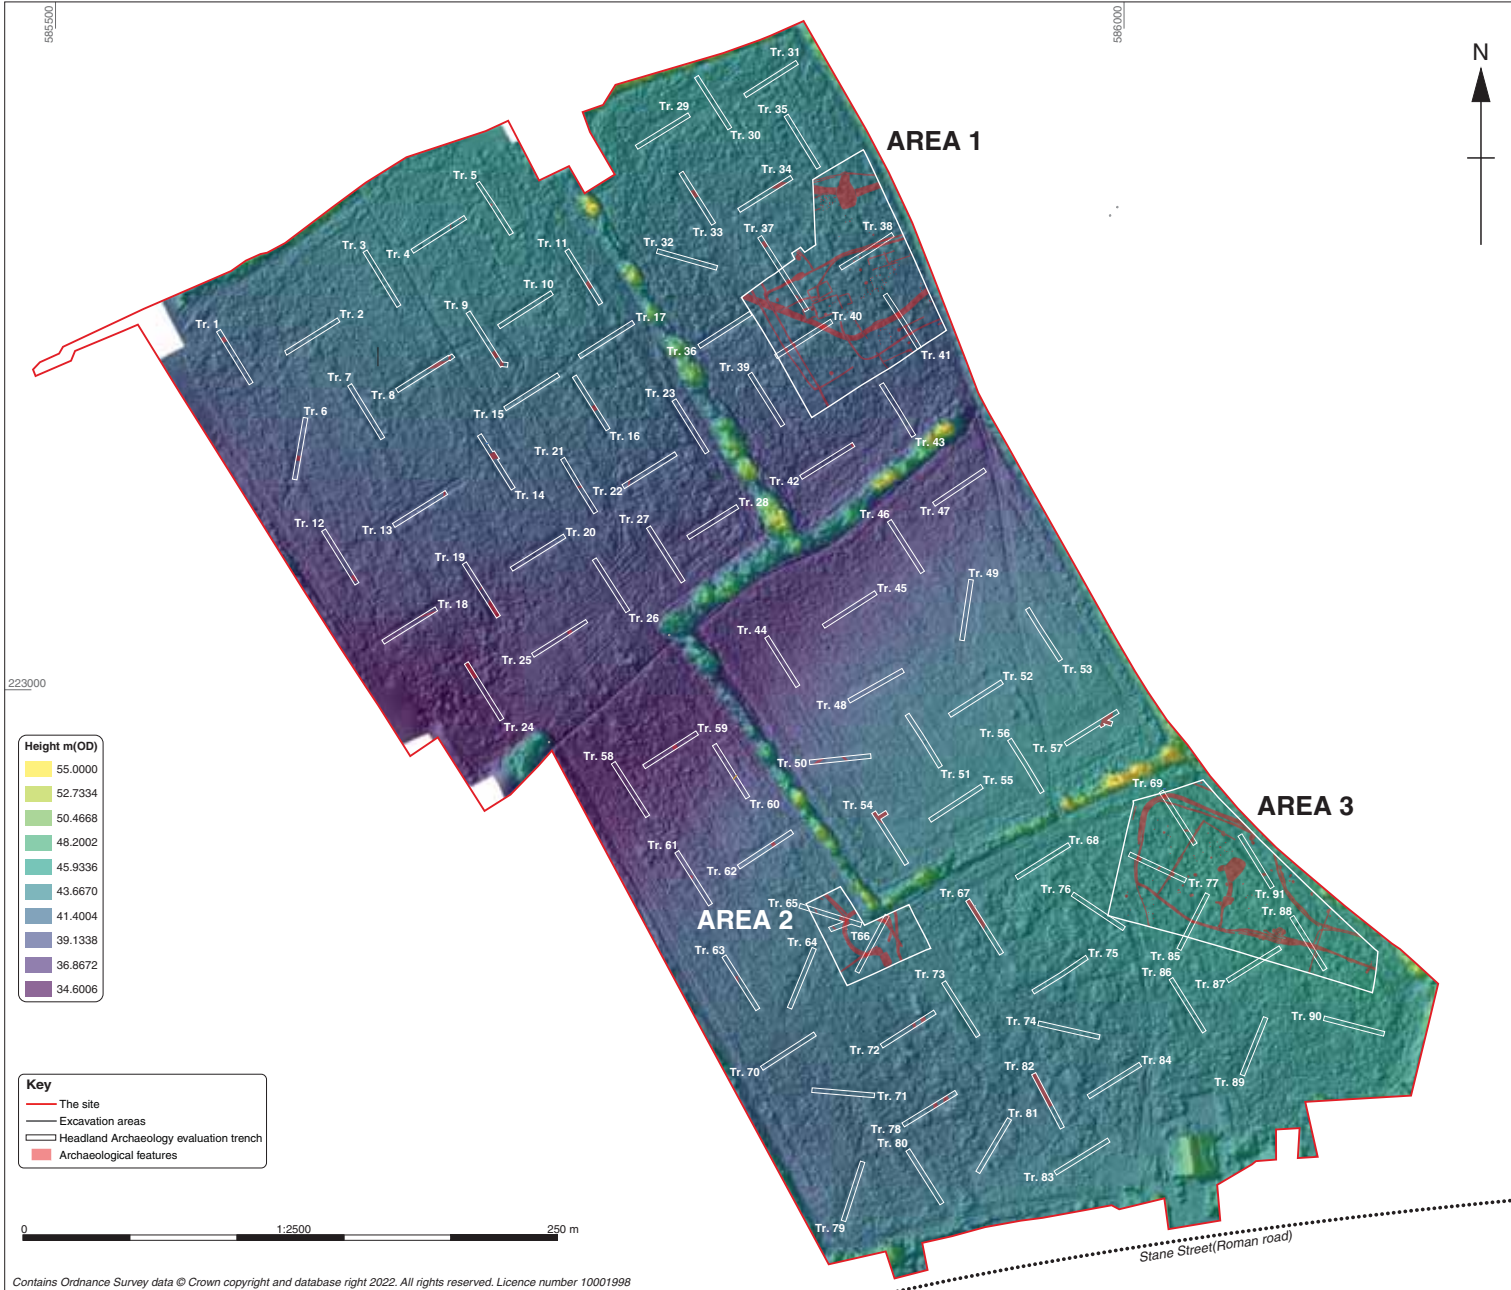 585500
586000
N
Tr. 31
Tr. 29
Tr. 35
Tr. 30
AREA 1
Tr. 5
Tr. 34
Tr. 33
Tr. 37
Tr. 38
Tr. 3
Tr. 4
Tr. 11
Tr. 32
Tr. 10
Tr. 9
Tr. 1
Tr. 2
Tr. 17
Tr. 40
Tr. 36
Tr. 41
Tr. 39
Tr. 7
Tr. 8
Tr. 23
Tr. 6
Tr. 15
Tr. 16
Tr. 43
Tr. 21
Tr. 42
Tr. 22
Tr. 14
Tr. 28
Tr. 46
Tr. 47
Tr. 12
Tr. 13
Tr. 27
Tr. 20
Tr. 19
Tr. 49
Tr. 45
Tr. 18
Tr. 26
Tr. 44
Tr. 25
Tr. 53
Tr. 52
223000
Tr. 48
Tr. 24
Tr. 59
Tr. 56
Tr. 57
Tr. 58
Tr. 50
Tr. 51
Tr. 55
Tr. 69
Tr. 60
Tr. 54
AREA 3
Tr. 61
Tr. 68
Tr. 62
Tr. 77
Tr. 76
Tr. 67
Tr. 91
Tr. 65
Tr. 88
AREA 2
T66
Tr. 64
Tr. 63
Tr. 75
Tr. 85
Tr. 73
Tr. 86
Tr. 87
Tr. 74
Tr. 90
Tr. 72
Tr. 84
Tr. 82
Tr. 70
Tr. 89
Tr. 71
Tr. 81
Tr. 78
Tr. 80
Tr. 83
Tr. 79
Stane Street(Roman road)
Height m(OD)
55.0000
52.7334
50.4668
48.2002
45.9336
43.6670
41.4004
39.1338
36.8672
34.6006
Key
The site
Excavation areas
Headland Archaeology evaluation trench
Archaeological features
0 1:2500 250 m
Contains Ordnance Survey data © Crown copyright and database right 2022. All rights reserved. Licence number 10001998